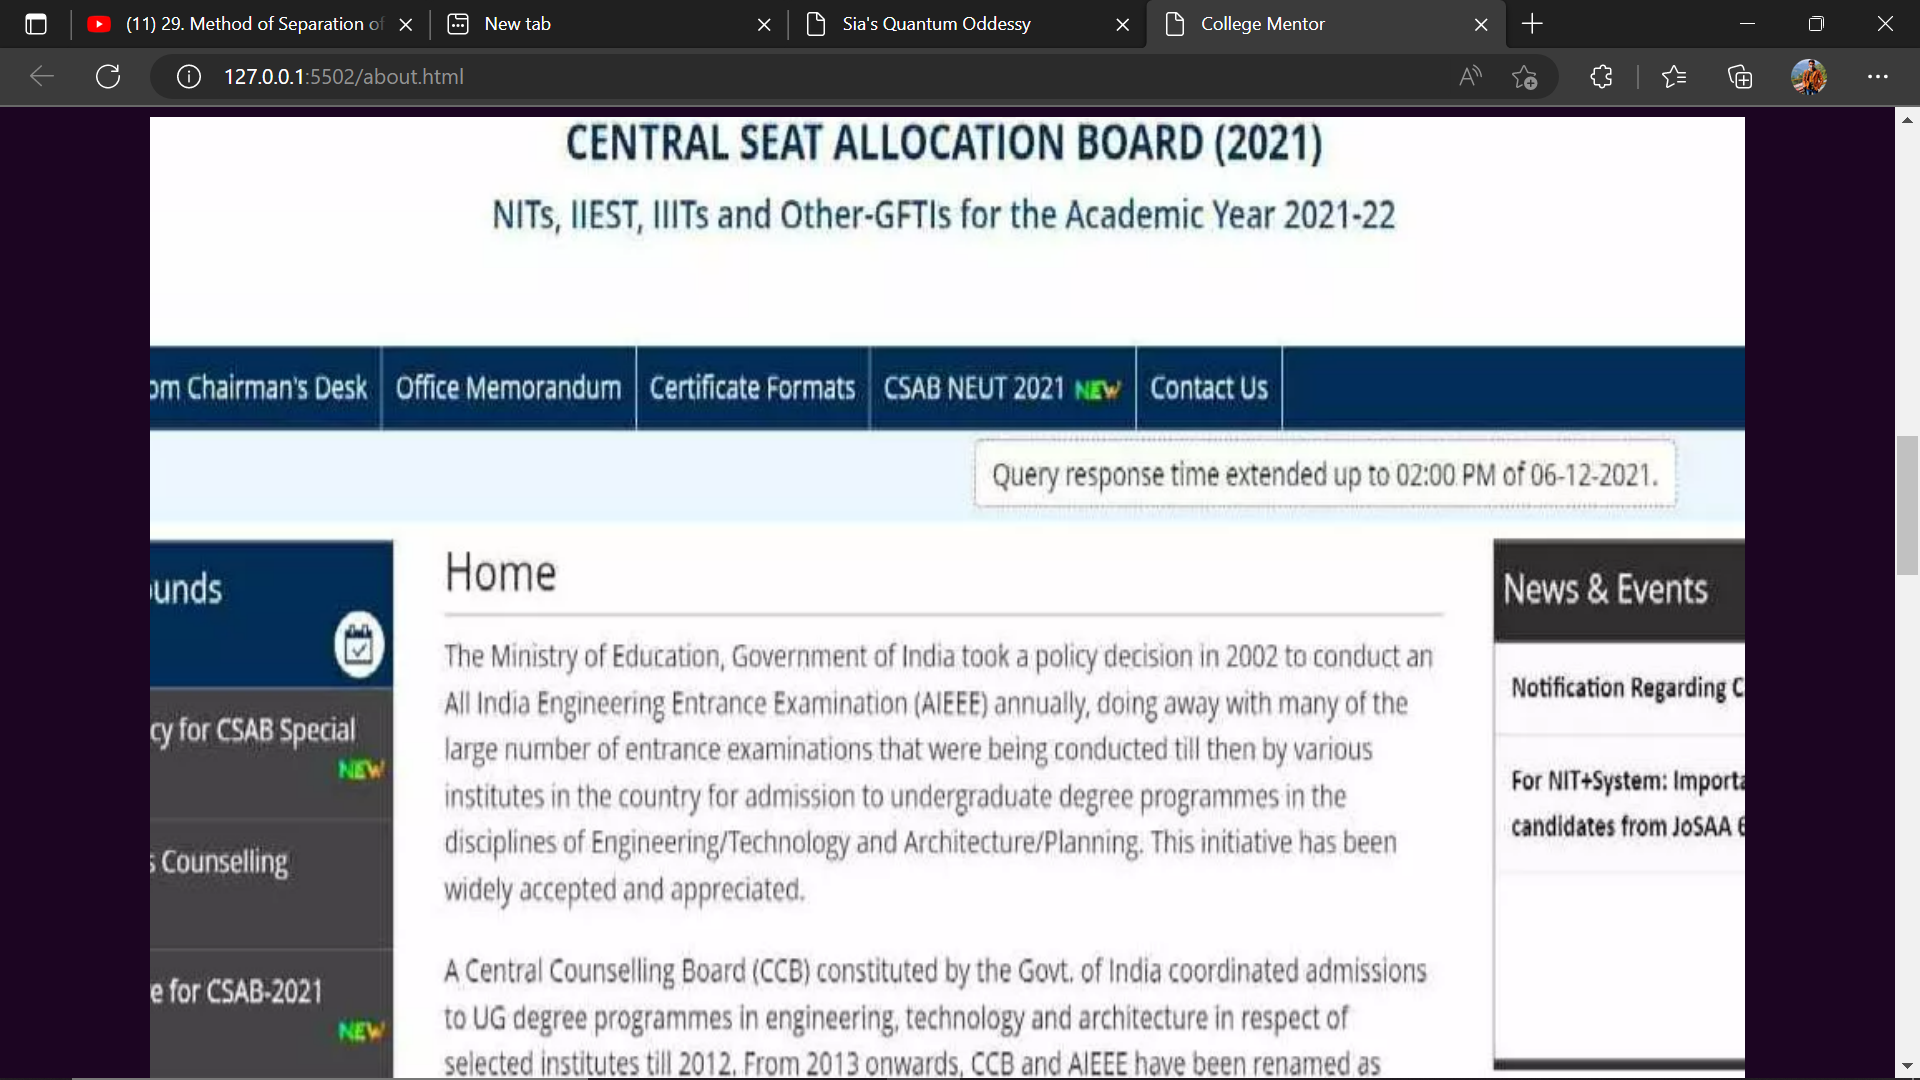 (11) 29. Method of Separation of
New tab
Sia's Quantum Oddessy
College Mentor
127.0.0.1:5502/about.html
CENTRAL SEAT ALLOCATION BOARD (2021)
NITs, IIEST, IIITs and Other-GFTIs for the Academic Year 2021-22
om Chairman's Desk
Office Memorandum
Certificate Formats
CSAB NEUT 2021 NEW
Contact Us
Query response time extended up to 02:00 PM of 06-12-2021.
unds
cy for CSAB Special
NEW
s Counselling
e for CSAB-2021
NEW
Home
The Ministry of Education, Government of India took a policy decision in 2002 to conduct an
All India Engineering Entrance Examination (AIEEE) annually, doing away with many of the
large number of entrance examinations that were being conducted till then by various
institutes in the country for admission to undergraduate degree programmes in the
disciplines of Engineering/Technology and Architecture/Planning. This initiative has been
widely accepted and appreciated.
A Central Counselling Board (CCB) constituted by the Govt. of India coordinated admissions
to UG degree programmes in engineering, technology and architecture in respect of
selected institutes till 2012. From 2013 onwards, CCB and AIEEE have been renamed as
News & Events
Notification Regarding C
For NIT+System: Importa
candidates from JoSAA 6